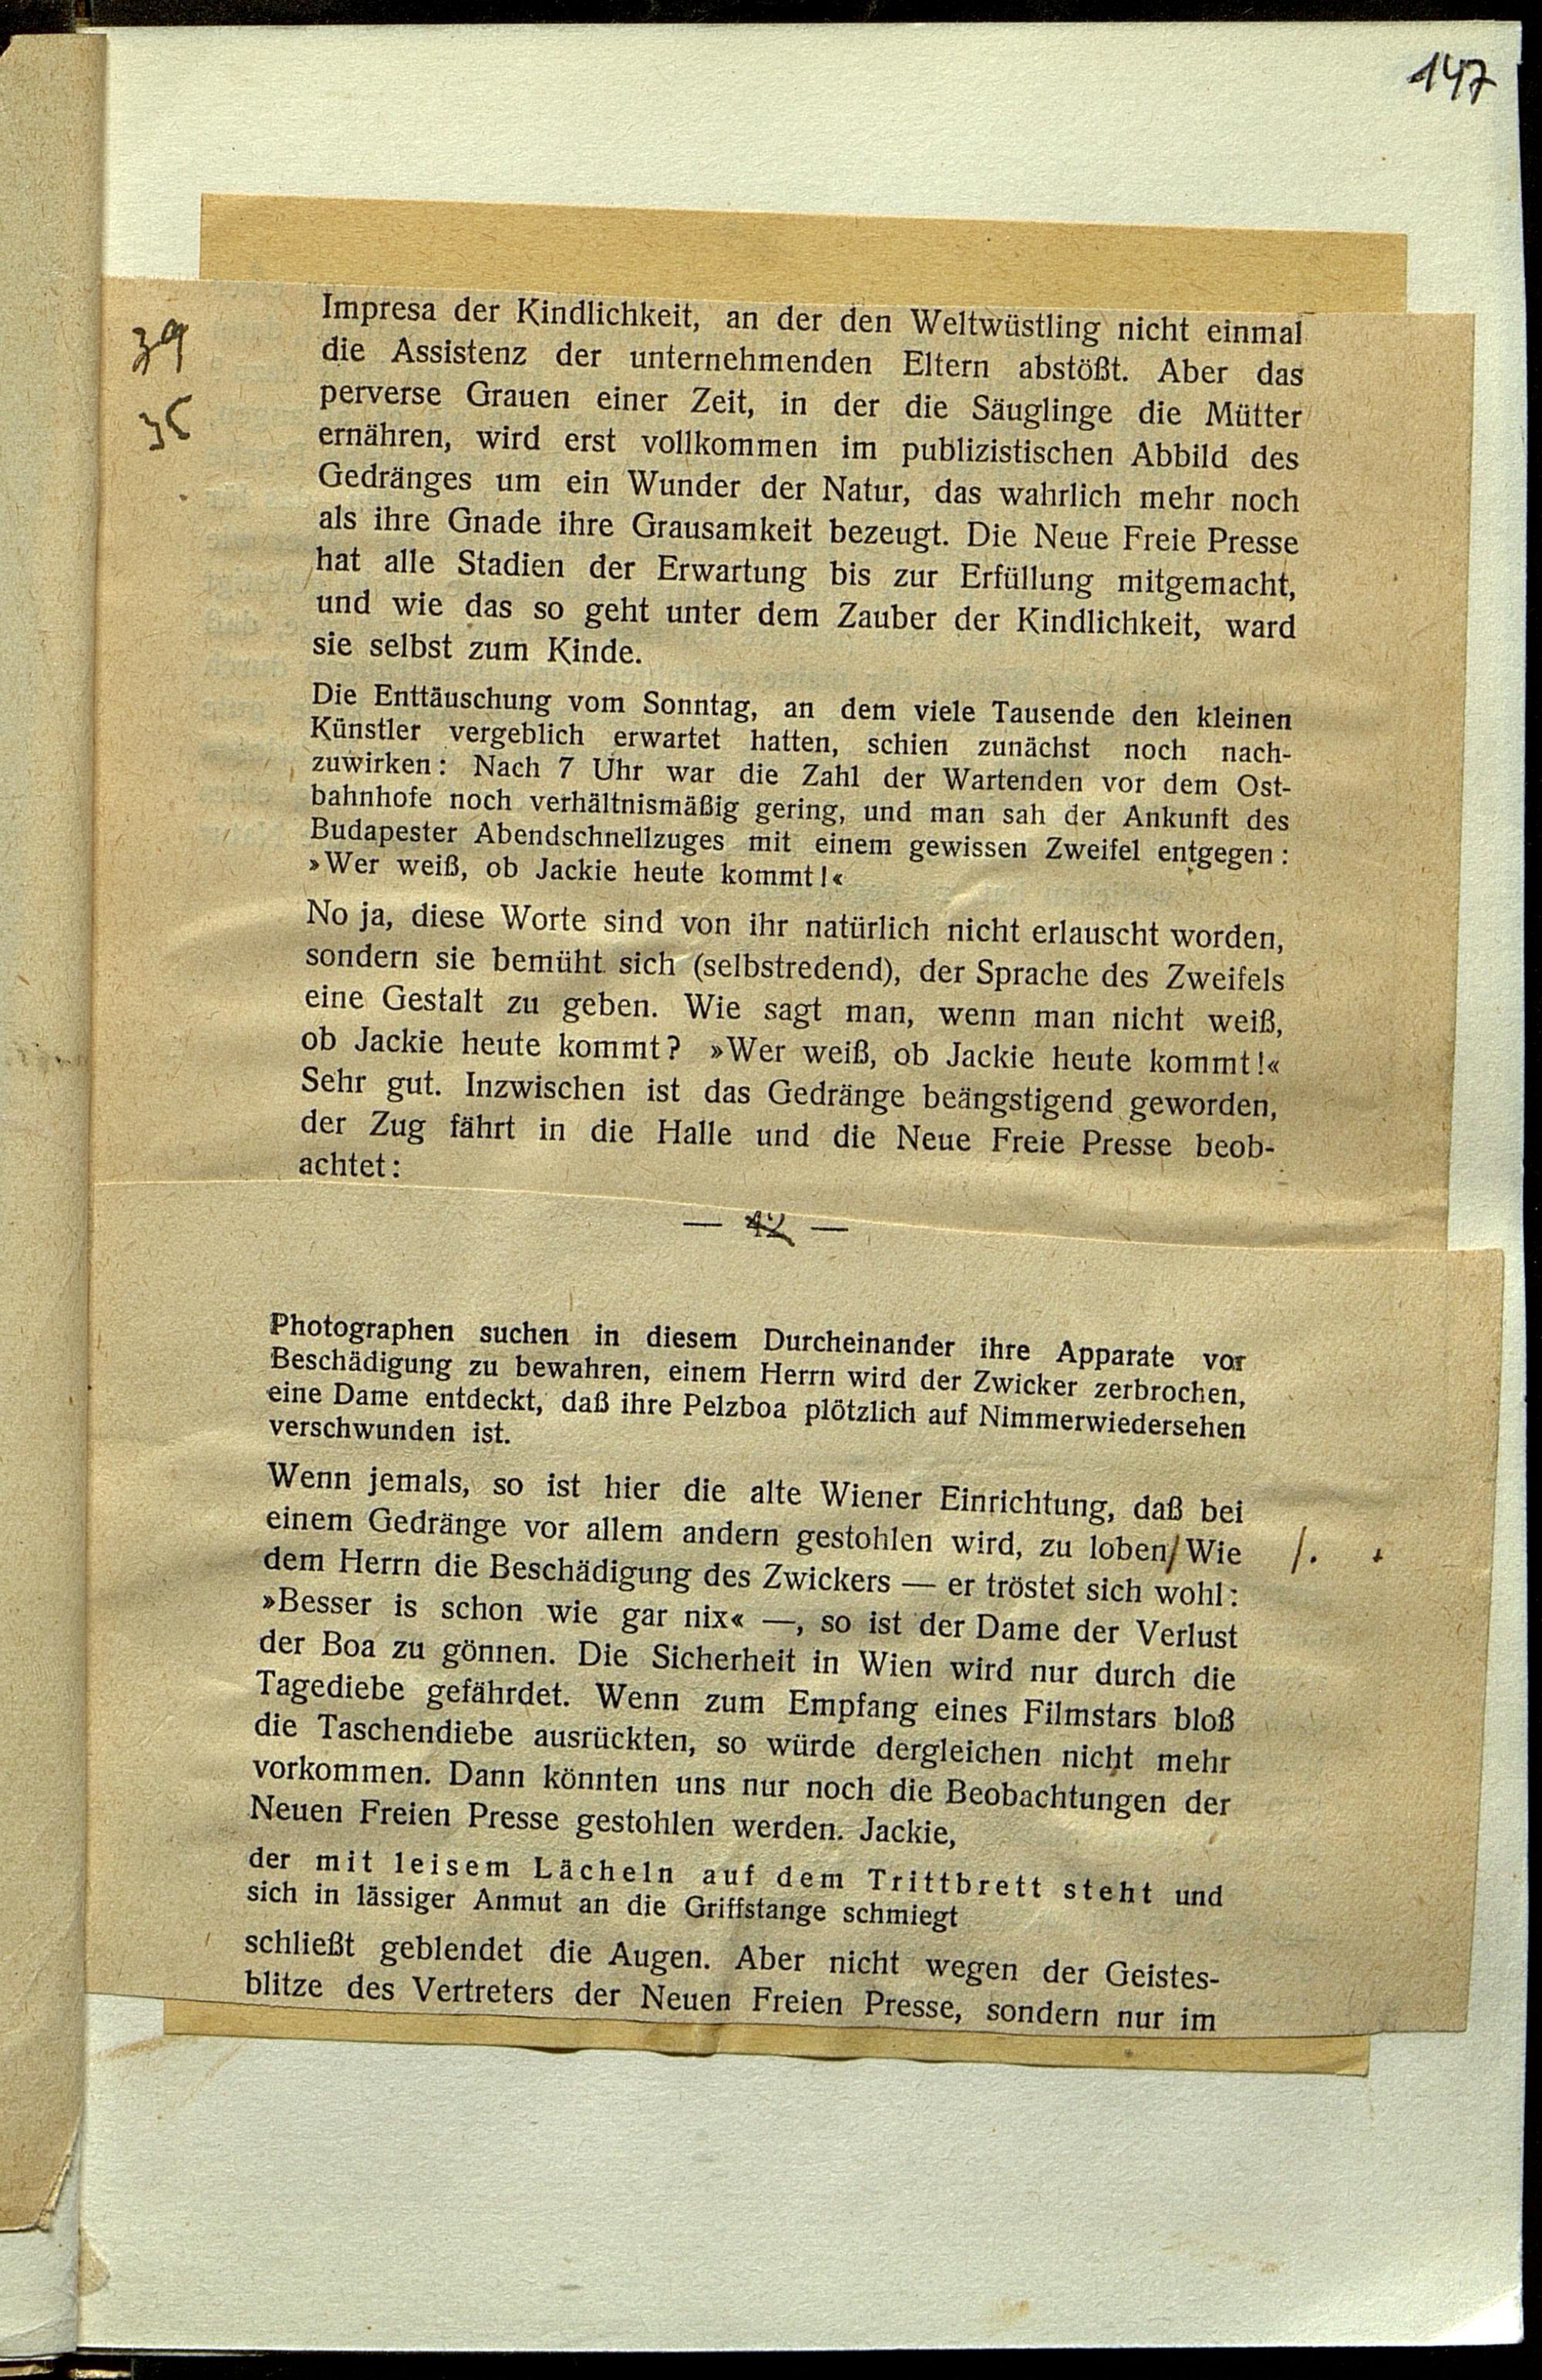 147
39
35
Impresa der Kindlichkeit, an der den Weltwüstling nicht einmal
die Assistenz der unternehmenden Eltern abstößt. Aber das
perverse Grauen einer Zeit, in der die Säuglinge die Mütter
ernähren, wird erst vollkommen im publizistischen Abbild des
Gedränges um ein Wunder der Natur, das wahrlich mehr noch
als ihre Gnade ihre Grausamkeit bezeugt. Die Neue Freie Presse
hat alle Stadien der Erwartung bis zur Erfüllung mitgemacht,
und wie das so geht unter dem Zauber der Kindlichkeit, ward
sie selbst zum Kinde.
Die Enttäuschung vom Sonntag, an dem viele Tausende den kleinen
Künstler vergeblich erwartet hatten, schien zunächst noch nach-
zuwirken: Nach 7 Uhr war die Zahl der Wartenden vor dem Ost-
bahnhofe noch verhältnismäßig gering, und man sah der Ankunft des
Budapester Abendschnellzuges mit einem gewissen Zweifel entgegen:
»Wer weiß, ob Jackie heute kommt!«
No ja, diese Worte sind von ihr natürlich nicht erlauscht worden,
sondern sie bemüht sich (selbstredend), der Sprache des Zweifels
eine Gestalt zu geben. Wie sagt man, wenn man nicht weiß,
ob Jackie heute kommt? »Wer weiß, ob Jackie heute kommt!«
Sehr gut. Inzwischen ist das Gedränge beängstigend geworden,
der Zug fährt in die Halle und die Neue Freie Presse beob-
achtet:
— 12 —
Photographen suchen in diesem Durcheinander ihre Apparate vor
Beschädigung zu bewahren, einem Herrn wird der Zwicker zerbrochen,
eine Dame entdeckt, daß ihre Pelzboa plötzlich auf Nimmerwiedersehen
verschwunden ist.
Wenn jemals, so ist hier die alte Wiener Einrichtung, daß bei
einem Gedränge vor allem andern gestohlen wird, zu loben/ Wie /.
dem Herrn die Beschädigung des Zwickers — er tröstet sich wohl:
»Besser is schon wie gar nix« —, so ist der Dame der Verlust
der Boa zu gönnen. Die Sicherheit in Wien wird nur durch die
Tagediebe gefährdet. Wenn zum Empfang eines Filmstars bloß
die Taschendiebe ausrückten, so würde dergleichen nicht mehr
vorkommen. Dann könnten uns nur noch die Beobachtungen der
Neuen Freien Presse gestohlen werden. Jackie,
der mit leisem Lächeln auf dem Trittbrett steht und
sich in lässiger Anmut an die Griffstange schmiegt
schließt geblendet die Augen. Aber nicht wegen der Geistes-
blitze des Vertreters der Neuen Freien Presse, sondern nur im